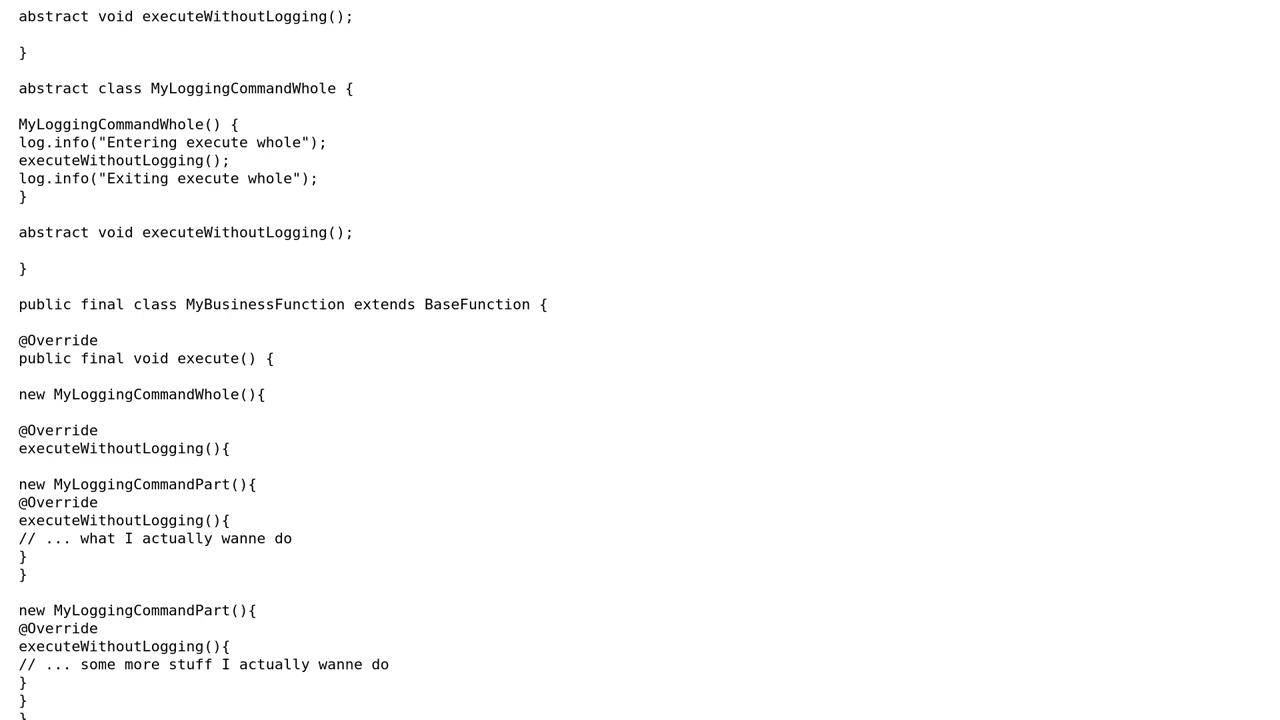 abstract void executeWithoutLogging();
}
abstract class MyLoggingCommandWhole {
MyLoggingCommandWhole() {
log.info("Entering execute whole");
executeWithoutLogging();
log.info("Exiting execute whole");
}
abstract void executeWithoutLogging();
}
public final class MyBusinessFunction extends BaseFunction {
@Override
public final void execute() {
new MyLoggingCommandWhole(){
@Override
executeWithoutLogging(){
new MyLoggingCommandPart(){
@Override
executeWithoutLogging(){
// ... what I actually wanne do
}
}
new MyLoggingCommandPart(){
@Override
executeWithoutLogging(){
// ... some more stuff I actually wanne do
}
}
}